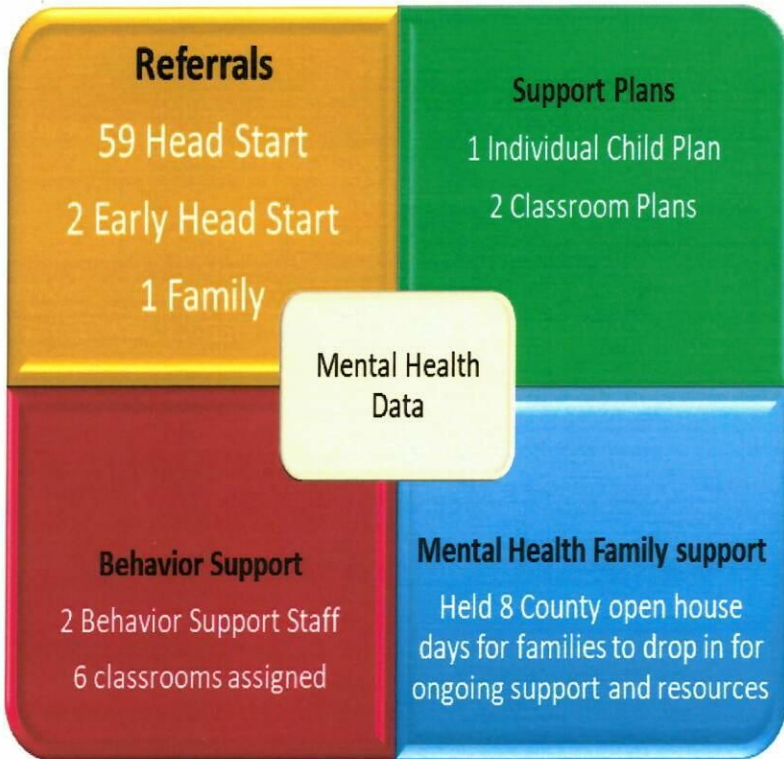 Referrals
59 Head Start
2 Early Head Start
1 Family
Support Plans
1 Individual Child Plan
2 Classroom Plans
Mental Health
Data
Behavior Support
2 Behavior Support Staff
6 classrooms assigned
Mental Health Family support
Held 8 County open house
days for families to drop in for
ongoing support and resources